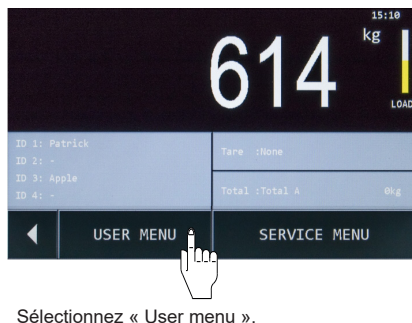 15:10
614 kg
LOAD
ID 1: Patrick
ID 2: -
ID 3: Apple
ID 4: -
Tare :None
Total :Total A 0kg
USER MENU
SERVICE MENU
Sélectionnez « User menu ».